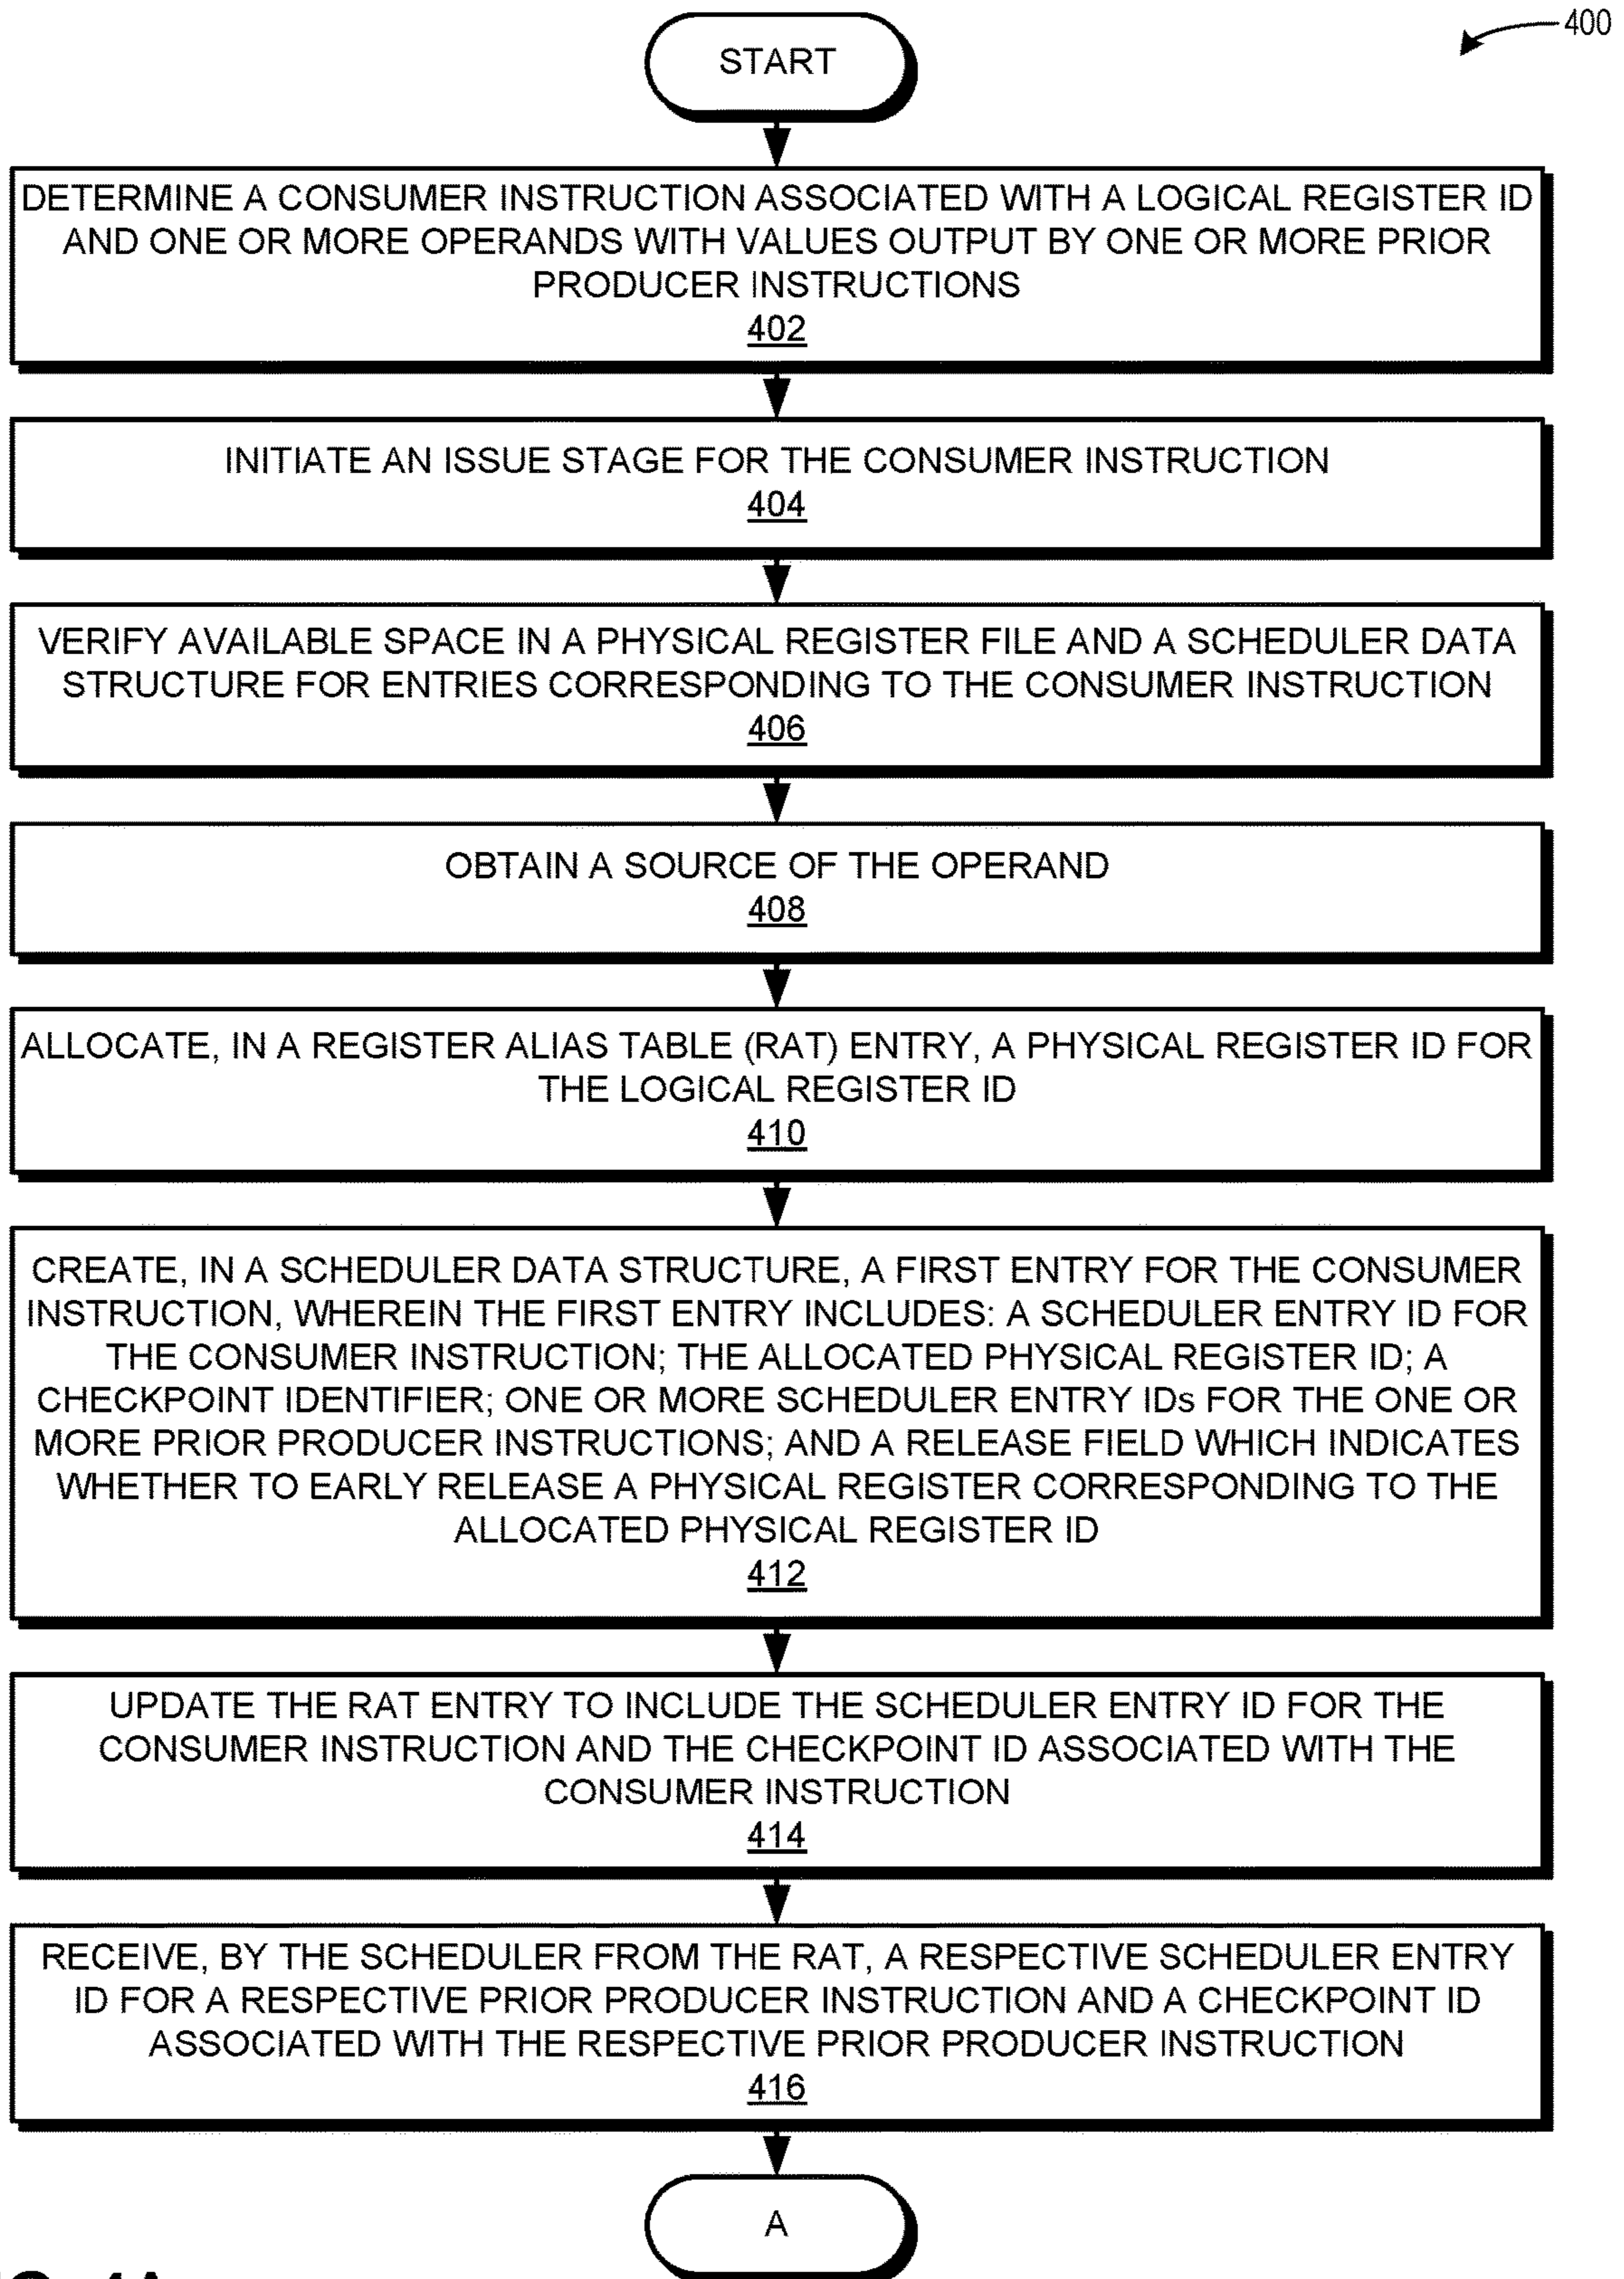 400
START
DETERMINE A CONSUMER INSTRUCTION ASSOCIATED WITH A LOGICAL REGISTER ID
AND ONE OR MORE OPERANDS WITH VALUES OUTPUT BY ONE OR MORE PRIOR
PRODUCER INSTRUCTIONS
402
INITIATE AN ISSUE STAGE FOR THE CONSUMER INSTRUCTION
404
VERIFY AVAILABLE SPACE IN A PHYSICAL REGISTER FILE AND A SCHEDULER DATA
STRUCTURE FOR ENTRIES CORRESPONDING TO THE CONSUMER INSTRUCTION
406
OBTAIN A SOURCE OF THE OPERAND
408
ALLOCATE, IN A REGISTER ALIAS TABLE (RAT) ENTRY, A PHYSICAL REGISTER ID FOR
THE LOGICAL REGISTER ID
410
CREATE, IN A SCHEDULER DATA STRUCTURE, A FIRST ENTRY FOR THE CONSUMER
INSTRUCTION, WHEREIN THE FIRST ENTRY INCLUDES: A SCHEDULER ENTRY ID FOR
THE CONSUMER INSTRUCTION; THE ALLOCATED PHYSICAL REGISTER ID; A
CHECKPOINT IDENTIFIER; ONE OR MORE SCHEDULER ENTRY IDs FOR THE ONE OR
MORE PRIOR PRODUCER INSTRUCTIONS; AND A RELEASE FIELD WHICH INDICATES
WHETHER TO EARLY RELEASE A PHYSICAL REGISTER CORRESPONDING TO THE
ALLOCATED PHYSICAL REGISTER ID
412
UPDATE THE RAT ENTRY TO INCLUDE THE SCHEDULER ENTRY ID FOR THE
CONSUMER INSTRUCTION AND THE CHECKPOINT ID ASSOCIATED WITH THE
CONSUMER INSTRUCTION
414
RECEIVE, BY THE SCHEDULER FROM THE RAT, A RESPECTIVE SCHEDULER ENTRY
ID FOR A RESPECTIVE PRIOR PRODUCER INSTRUCTION AND A CHECKPOINT ID
ASSOCIATED WITH THE RESPECTIVE PRIOR PRODUCER INSTRUCTION
416
A